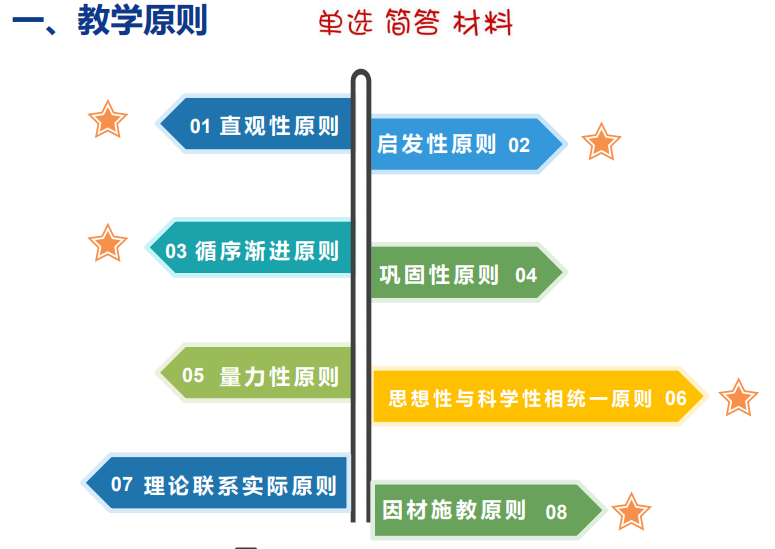 一、教学原则
单选 简答 材料
01 直观性原则
启发性原则 02
03 循序渐进原则
巩固性原则 04
05 量力性原则
思想性与科学性相统一原则 06
07 理论联系实际原则
因材施教原则 08